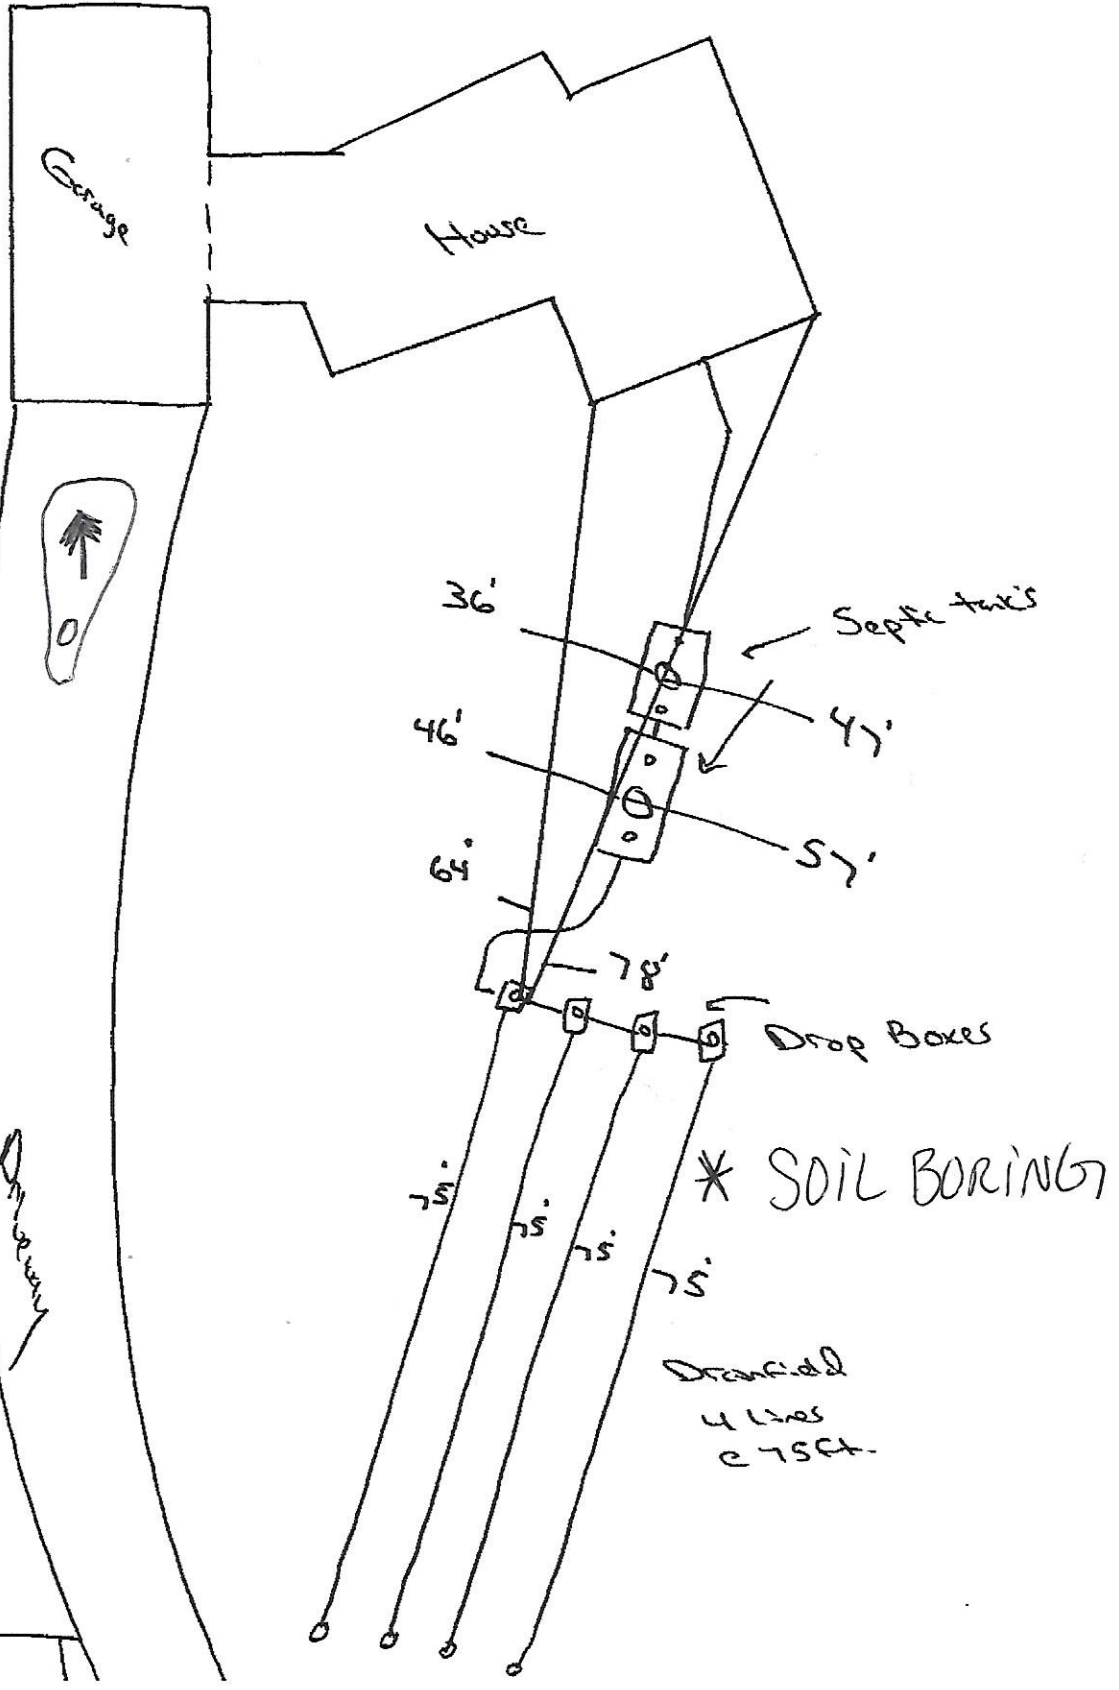 Garage
House
36'
Septic tank's
47'
46'
57'
64'
78'
Drop Boxes
* SOIL BORING
75'
75'
75'
75'
Drainfield
4 Lines
@ 75ft.
Driveway